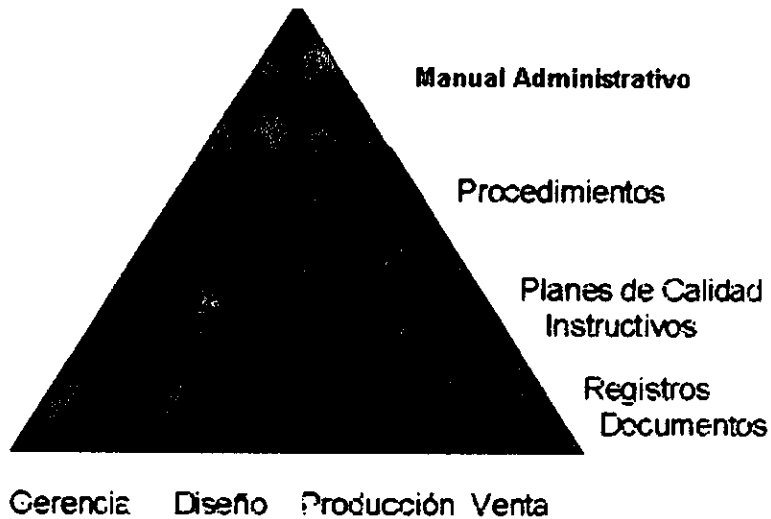 Manual Administrativo
Procedimientos
Planes de Calidad
Instructivos
Registros
Documentos
Gerencia Diseño Producción Venta